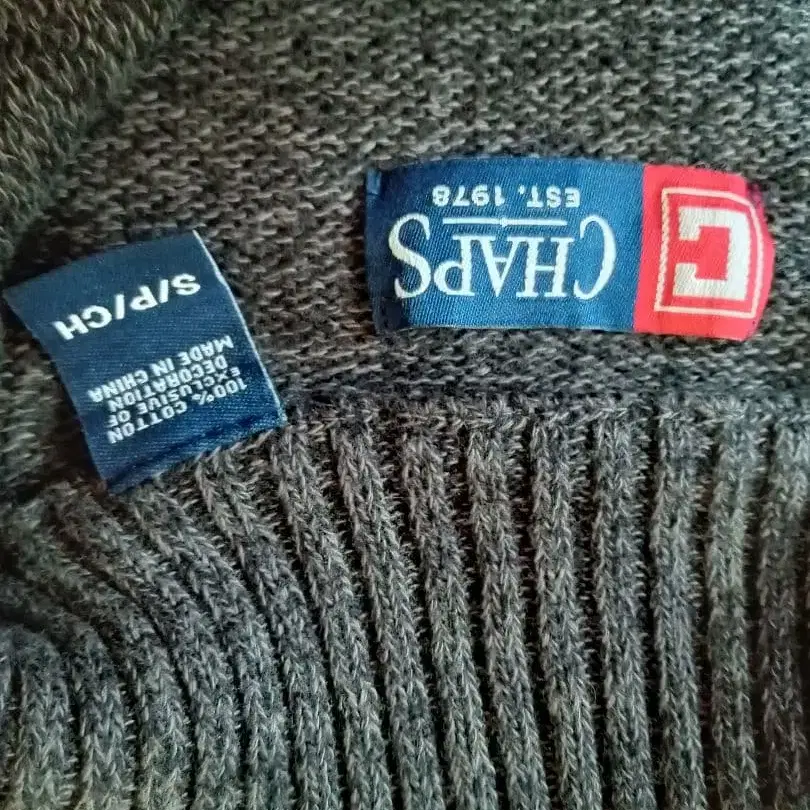 C
CHAPS
EST. 1978
S/P/CH
100% COTTON
EXCLUSIVE OF
DECORATION
MADE IN CHINA